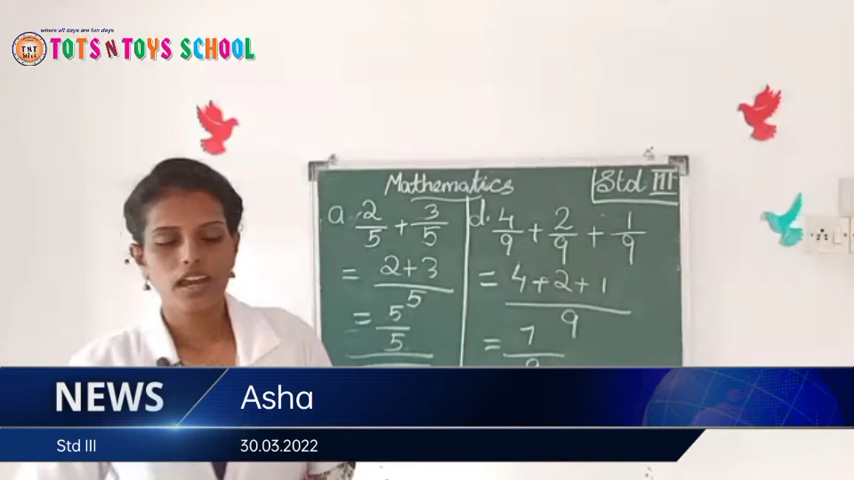 where all days are fun days
TOTS N TOYS SCHOOL
Mathematics
Std III
a. 2/5 + 3/5
= 2+3/5
= 5/5
d. 4/9 + 2/9 + 1/9
= 4+2+1/9
= 7/9
NEWS
Asha
Std III
30.03.2022